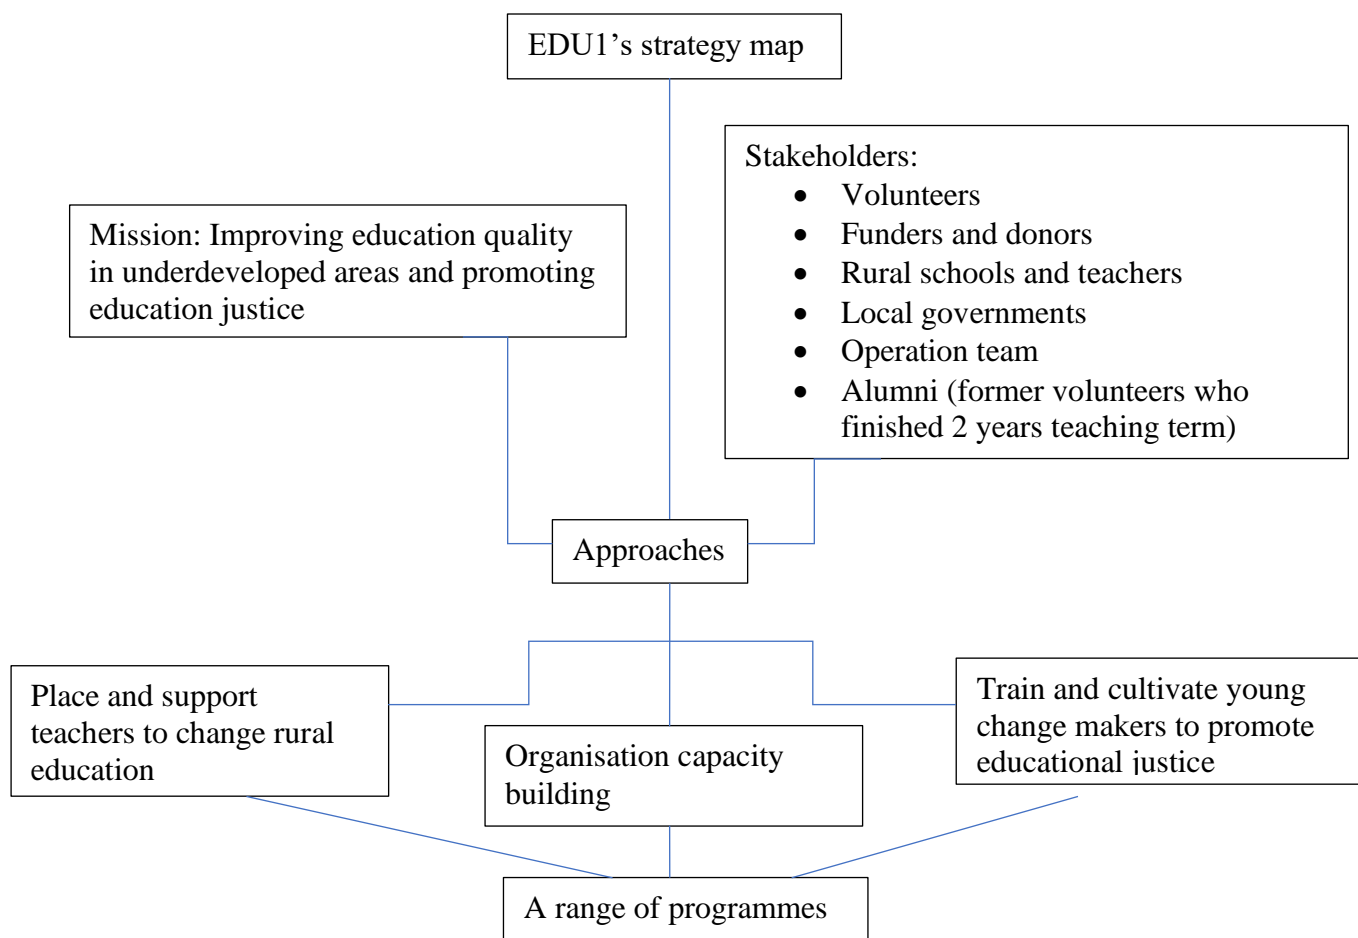 EDU1’s strategy map
Stakeholders:
• Volunteers
• Funders and donors
• Rural schools and teachers
• Local governments
• Operation team
• Alumni (former volunteers who
finished 2 years teaching term)
Mission: Improving education quality
in underdeveloped areas and promoting
education justice
Approaches
Place and support
teachers to change rural
education
Organisation capacity
building
Train and cultivate young
change makers to promote
educational justice
A range of programmes